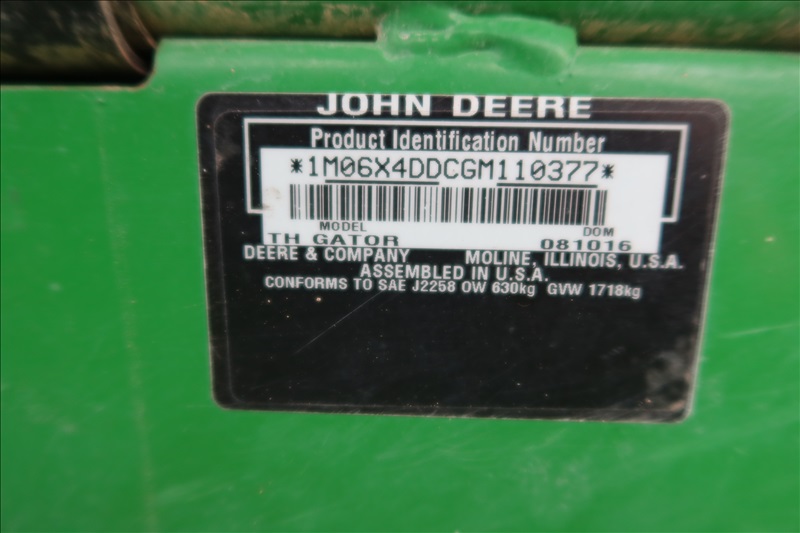 JOHN DEERE
Product Identification Number
*1M06X4DDCGM110377*
MODEL DOM
TH GATOR 081016
DEERE & COMPANY MOLINE, ILLINOIS, U.S.A.
ASSEMBLED IN U.S.A.
CONFORMS TO SAE J2258 OW 630kg GVW 1718kg